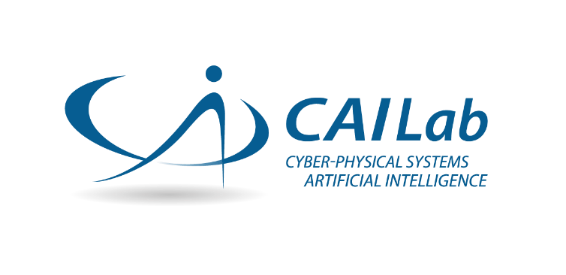 CAILab
CYBER-PHYSICAL SYSTEMS
ARTIFICIAL INTELLIGENCE